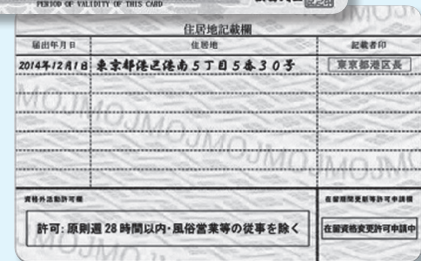 PERIOD OF VALIDITY OF THIS CARD
住居地記載欄
届出年月日 住居地 記載者印
2014年12月1日 東京都港区港南5丁目5番30号 東京都港区長
資格外活動許可欄 在留期間更新等許可申請欄
許可:原則週28時間以内・風俗営業等の従事を除く 在留資格変更許可申請中
MOJ MOJ MOJ MOJ MOJ